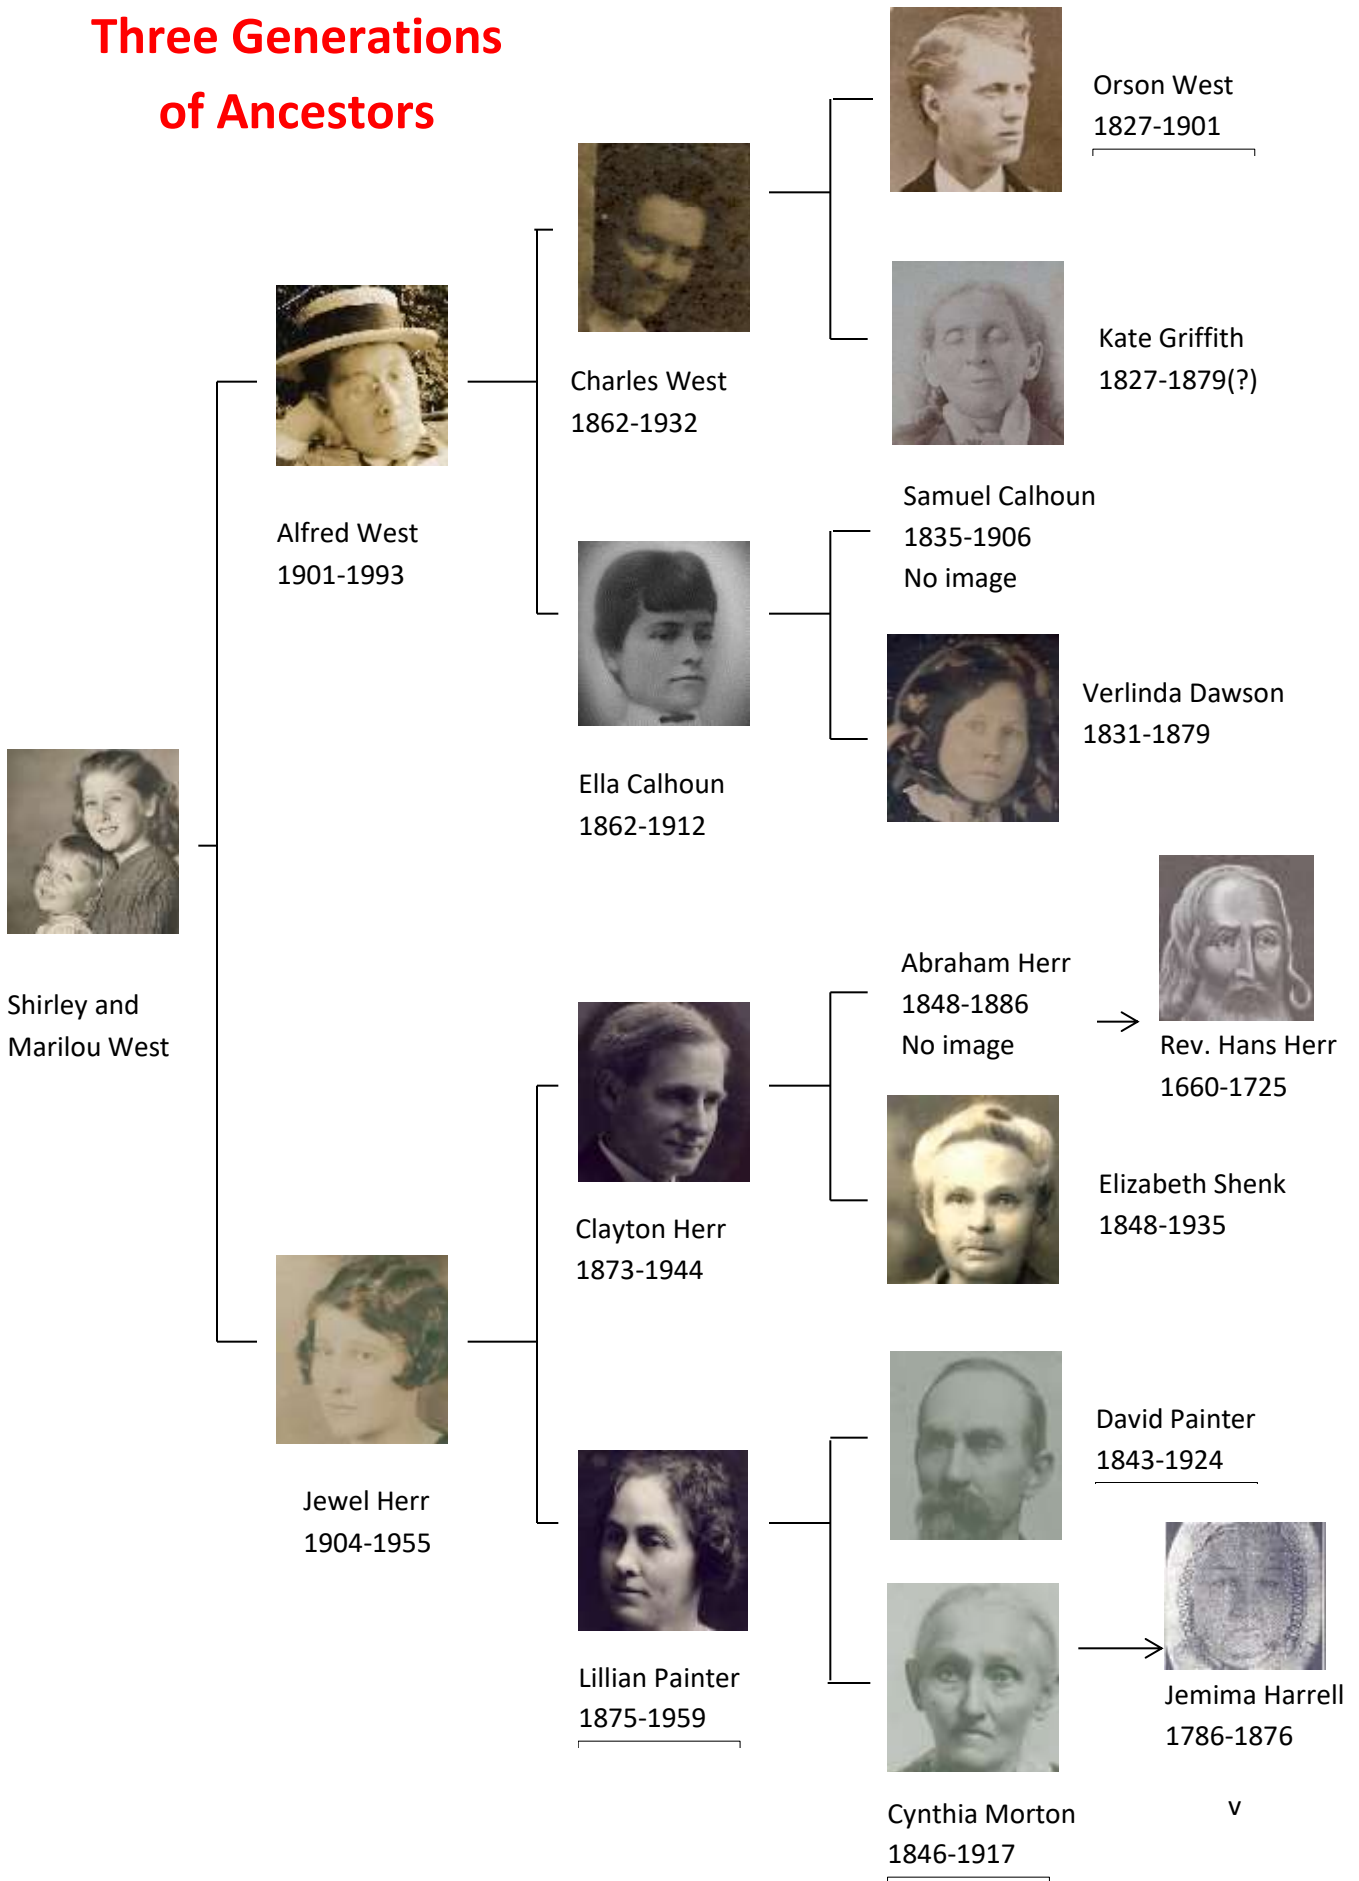 Three Generations
of Ancestors
Orson West
1827-1901
Kate Griffith
1827-1879(?)
Charles West
1862-1932
Alfred West
1901-1993
Samuel Calhoun
1835-1906
No image
Verlinda Dawson
1831-1879
Ella Calhoun
1862-1912
Shirley and
Marilou West
Abraham Herr
1848-1886
No image
Rev. Hans Herr
1660-1725
Elizabeth Shenk
1848-1935
Clayton Herr
1873-1944
Jewel Herr
1904-1955
David Painter
1843-1924
Lillian Painter
1875-1959
Jemima Harrell
1786-1876
Cynthia Morton
1846-1917
v